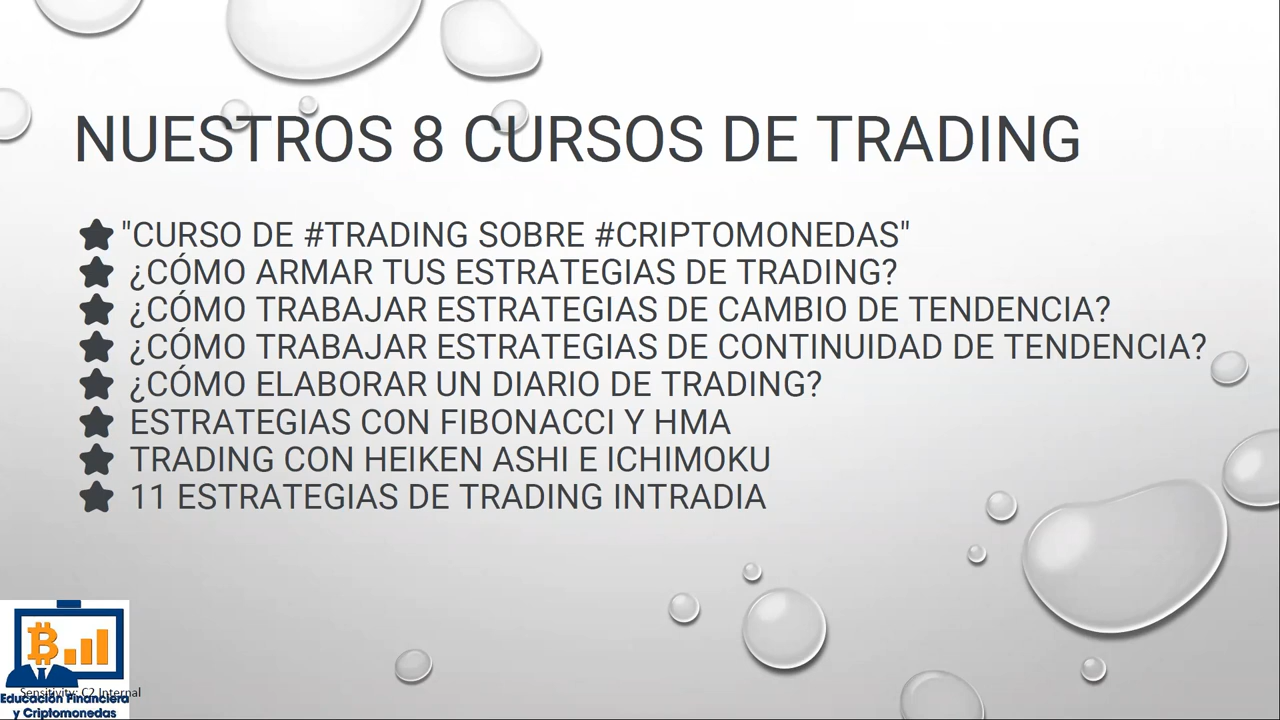 NUESTROS 8 CURSOS DE TRADING
"CURSO DE #TRADING SOBRE #CRIPTOMONEDAS"
¿CÓMO ARMAR TUS ESTRATEGIAS DE TRADING?
¿CÓMO TRABAJAR ESTRATEGIAS DE CAMBIO DE TENDENCIA?
¿CÓMO TRABAJAR ESTRATEGIAS DE CONTINUIDAD DE TENDENCIA?
¿CÓMO ELABORAR UN DIARIO DE TRADING?
ESTRATEGIAS CON FIBONACCI Y HMA
TRADING CON HEIKEN ASHI E ICHIMOKU
11 ESTRATEGIAS DE TRADING INTRADIA
Sensitivity: C2 Internal
Educación Financiera
y Criptomonedas